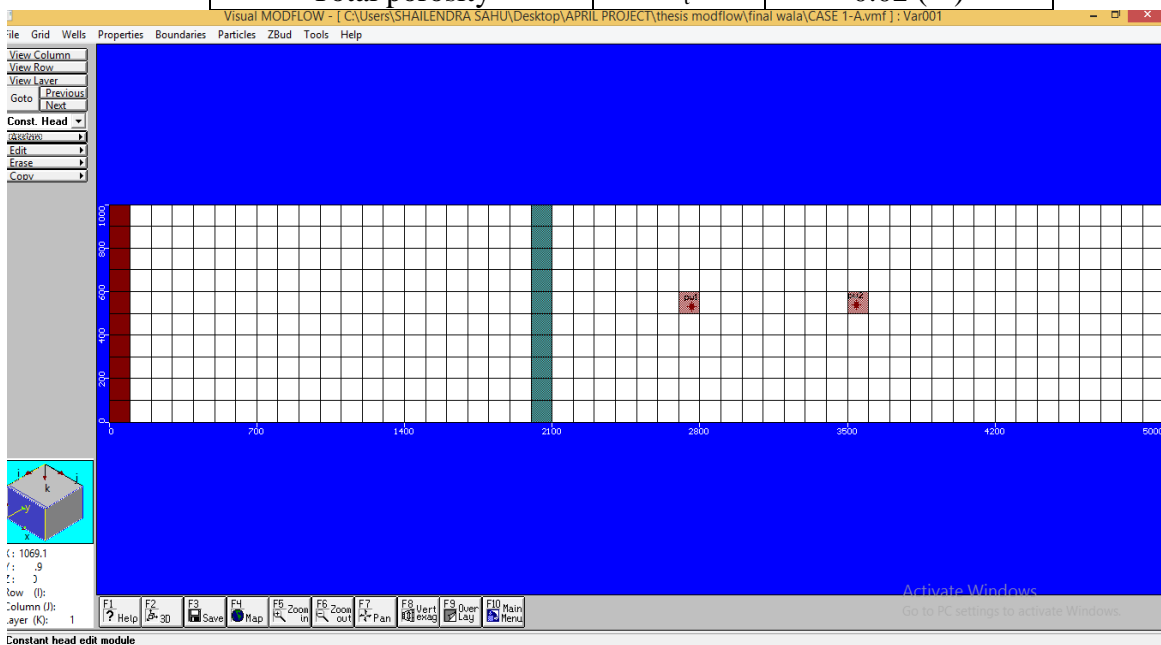 Total porosity
Visual MODFLOW - [ C:\Users\SHAILENDRA SAHU\Desktop\APRIL PROJECT\thesis modflow\final wala\CASE 1-A.vmf ] : Var001
File Grid Wells Properties Boundaries Particles ZBud Tools Help
View Column
View Row
View Layer
Goto Previous
Next
Const. Head
Edit
Erase
Copy
1000
800
600
400
200
0
pw1
0 700 1400 2100 2800 3500 4200 5000
i j
k
y
x
X: 1069.1
Y: .9
Z:
Row (I):
Column (J):
Layer (K): 1
F1 ? Help
F2 3D
F3 Save
F4 Map
F5 Zoom in
F6 Zoom out
F7 Pan
F8 Vert exag
F9 Over Lay
F10 Main Menu
Activate Windows
Go to PC settings to activate Windows.
Constant head edit module